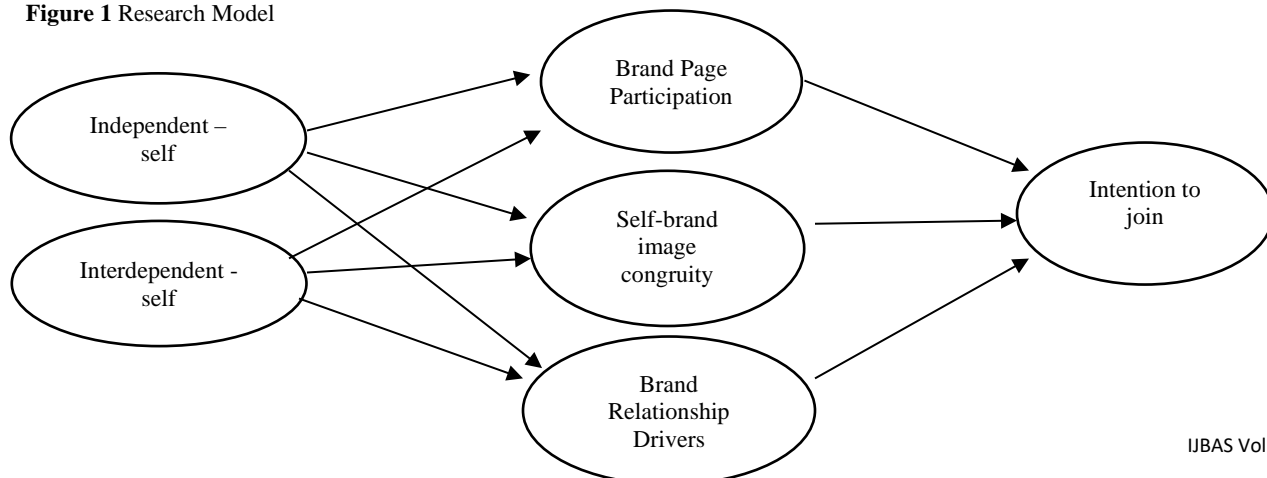 Figure 1 Research Model
Independent –
self
Interdependent -
self
Brand Page
Participation
Self-brand
image
congruity
Brand
Relationship
Drivers
Intention to
join
IJBAS Vol